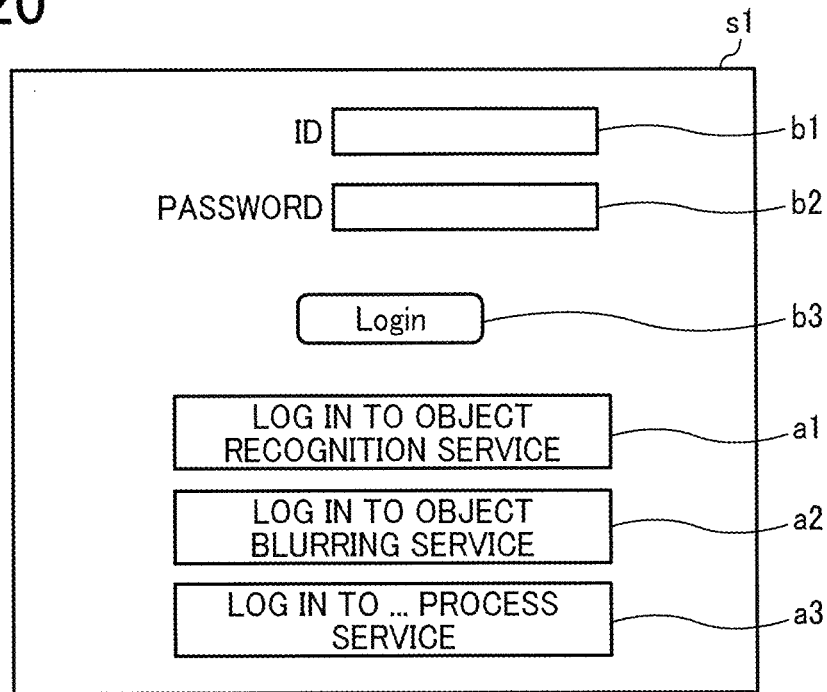 20
s1
ID
b1
PASSWORD
b2
Login
b3
LOG IN TO OBJECT
RECOGNITION SERVICE
a1
LOG IN TO OBJECT
BLURRING SERVICE
a2
LOG IN TO ... PROCESS
SERVICE
a3